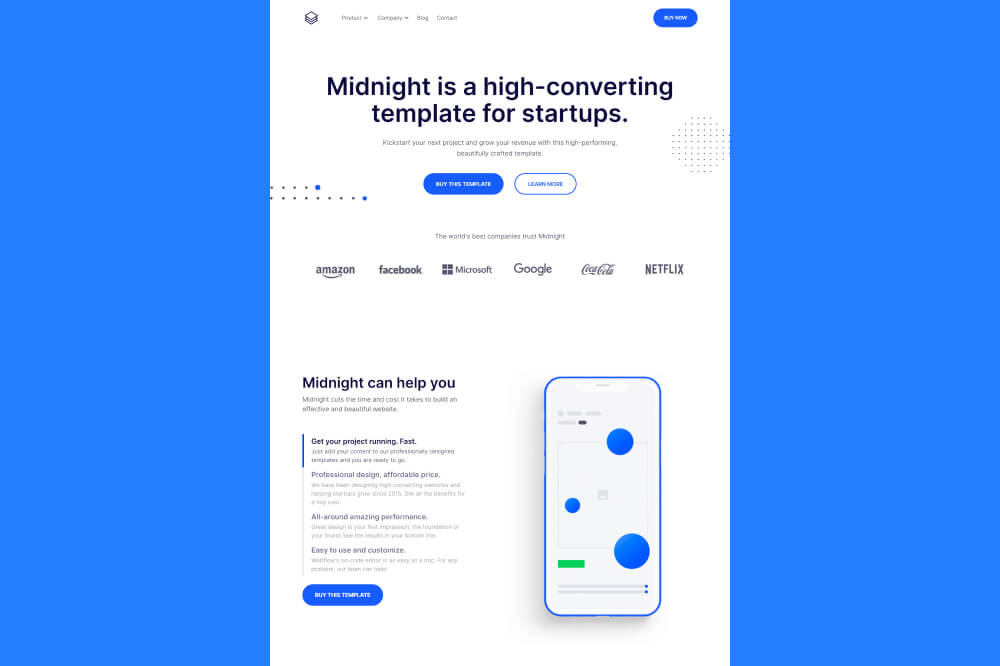 Product Company Blog Contact BUY NOW
Midnight is a high-converting
template for startups.
Kickstart your next project and grow your revenue with this high-performing,
beautifully crafted template.
BUY THIS TEMPLATE LEARN MORE
The world's best companies trust Midnight
amazon facebook Microsoft Google Coca-Cola NETFLIX
Midnight can help you
Midnight cuts the time and cost it takes to build an
effective and beautiful website.
Get your project running. Fast.
Just add your content to our professionally designed
templates and you are ready to go.
Professional design, affordable price.
We have been designing high-converting websites and
helping startups grow since 2015. Get all the benefits for
a tiny cost.
All-around amazing performance.
Great design is your first impression, the foundation of
your brand See the results in your bottom line.
Easy to use and customize.
Webflow's no-code editor is as easy as a doc. For any
problem, our team can help!
BUY THIS TEMPLATE